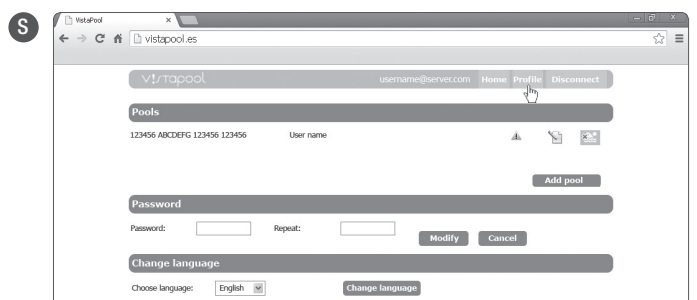 S
VistaPool
vistapool.es
v!stapool username@server.com Home Profile Disconnect
Pools
123456 ABCDEFG 123456 123456 User name
Add pool
Password
Password: Repeat: Modify Cancel
Change language
Choose language: English Change language